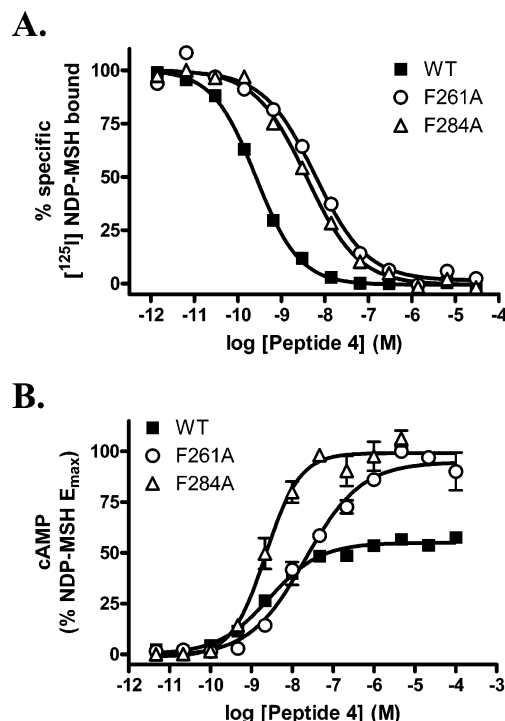 A.
100
75
50
25
0
% specific
[¹²⁵I] NDP-MSH bound
WT
F261A
F284A
-12 -11 -10 -9 -8 -7 -6 -5 -4
log [Peptide 4] (M)
B.
WT
F261A
F284A
100
75
50
25
0
cAMP
(% NDP-MSH Emax)
-12 -11 -10 -9 -8 -7 -6 -5 -4 -3
log [Peptide 4] (M)